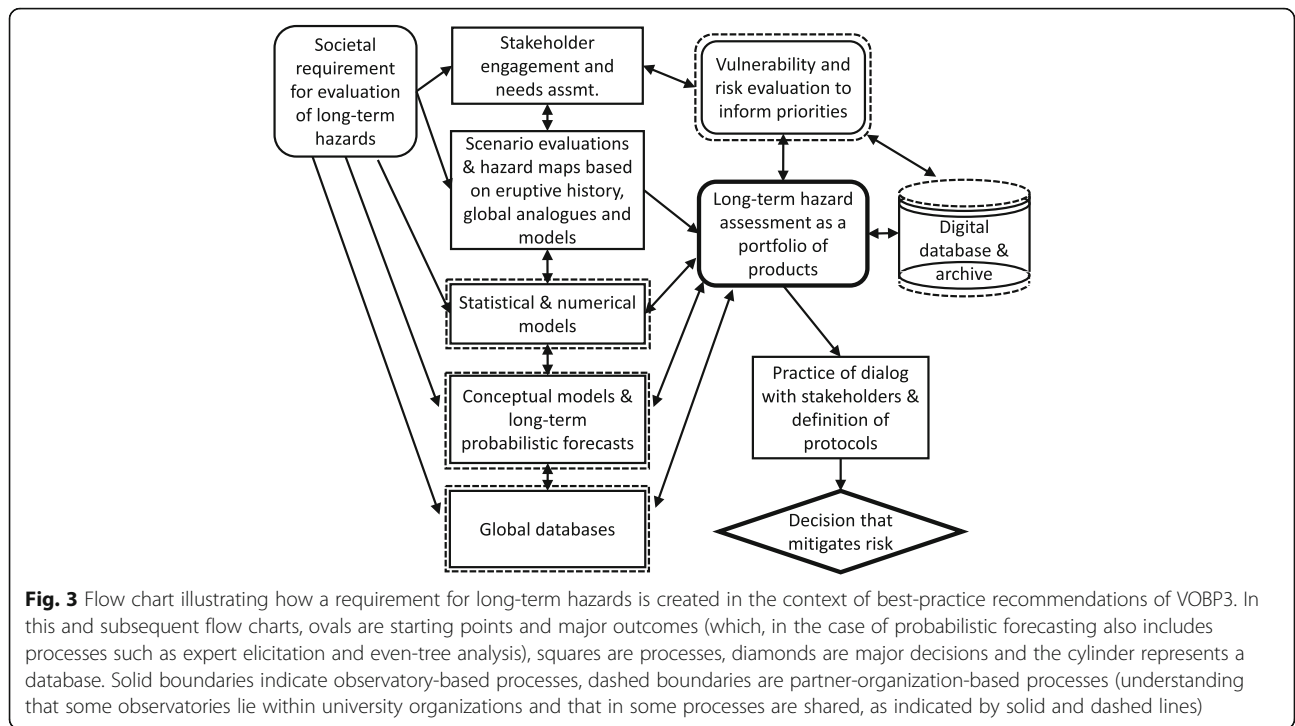 Societal
requirement
for evaluation
of long-term
hazards
Stakeholder
engagement and
needs assmt.
Vulnerability and
risk evaluation to
inform priorities
Scenario evaluations
& hazard maps based
on eruptive history,
global analogues and
models
Long-term hazard
assessment as a
portfolio of
products
Digital
database &
archive
Statistical & numerical
models
Conceptual models &
long-term
probabilistic forecasts
Practice of dialog
with stakeholders &
definition of
protocols
Global databases
Decision that
mitigates risk
Fig. 3 Flow chart illustrating how a requirement for long-term hazards is created in the context of best-practice recommendations of VOBP3. In
this and subsequent flow charts, ovals are starting points and major outcomes (which, in the case of probabilistic forecasting also includes
processes such as expert elicitation and even-tree analysis), squares are processes, diamonds are major decisions and the cylinder represents a
database. Solid boundaries indicate observatory-based processes, dashed boundaries are partner-organization-based processes (understanding
that some observatories lie within university organizations and that in some processes are shared, as indicated by solid and dashed lines)